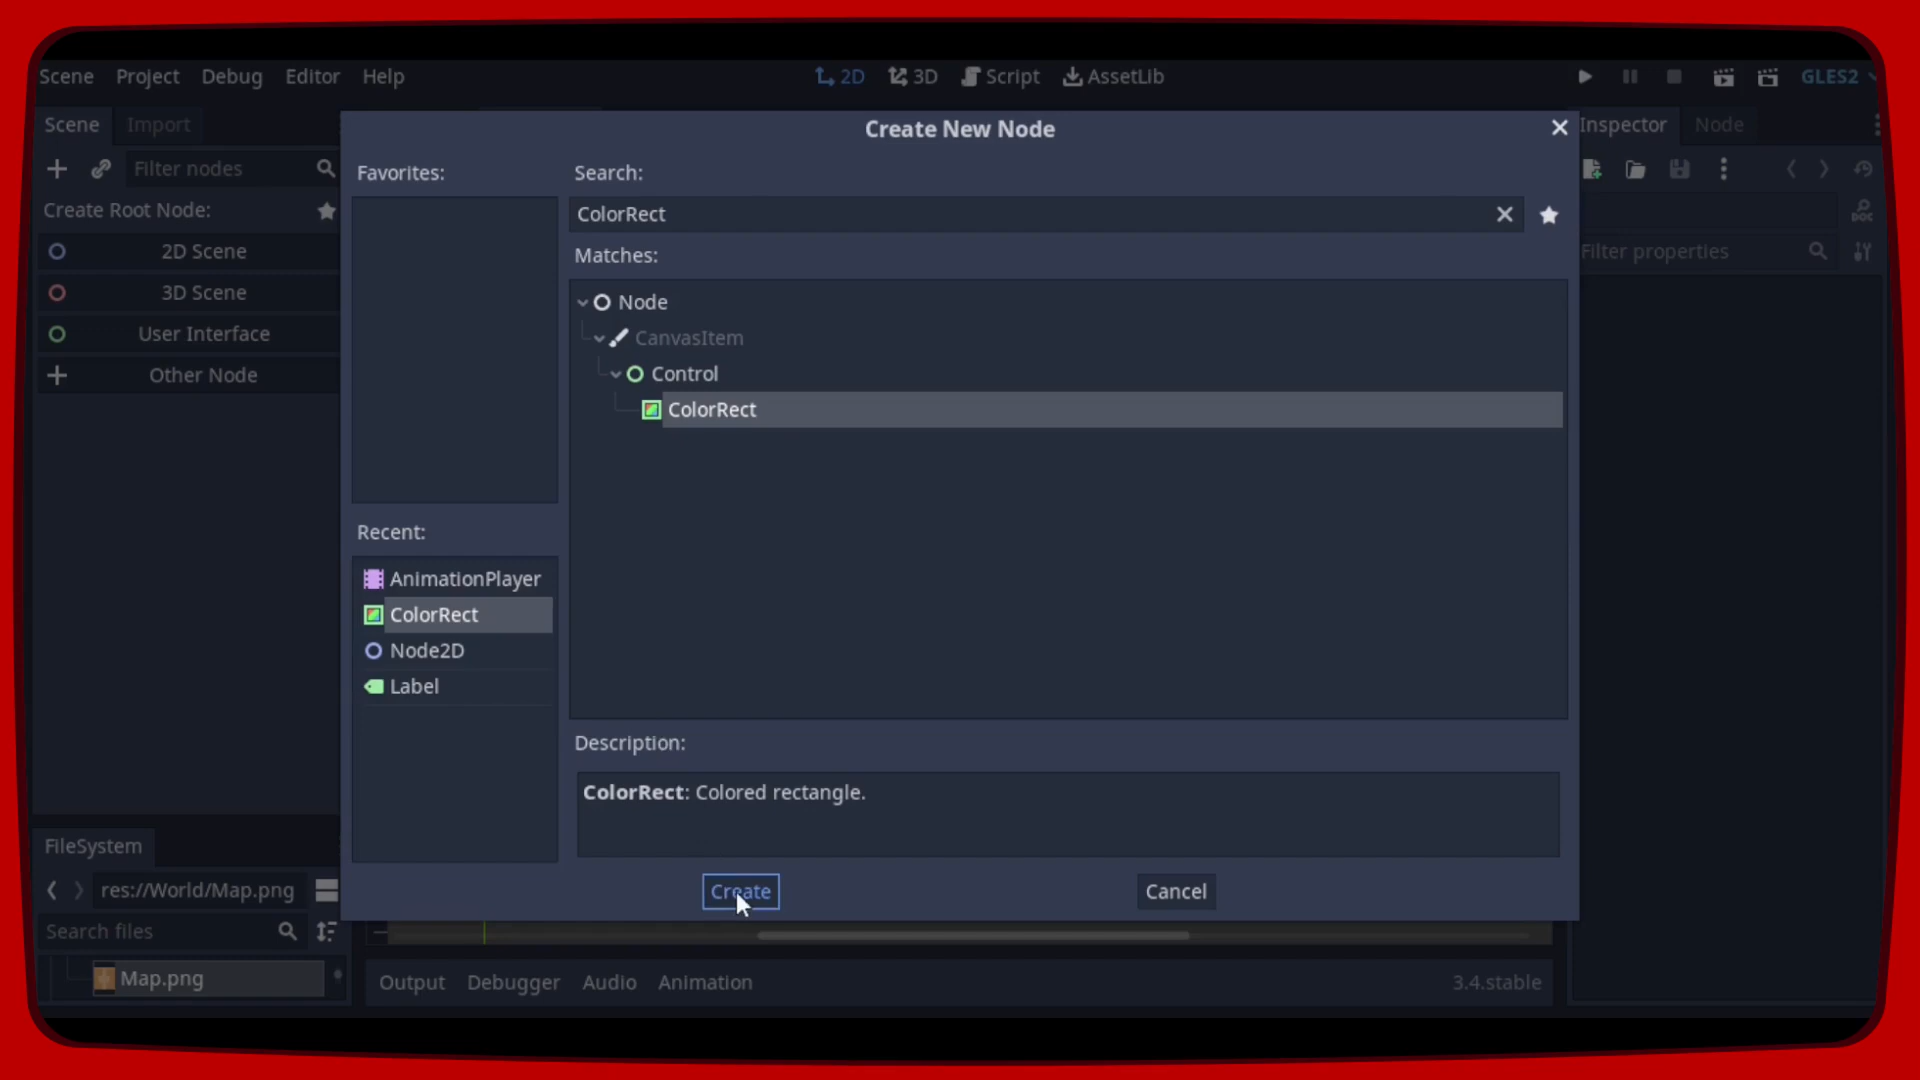 Scene Project Debug Editor Help 2D 3D Script AssetLib GLES2
Scene Import
Filter nodes
Create Root Node:
2D Scene
3D Scene
User Interface
Other Node
Create New Node
Favorites:
Search:
ColorRect
Matches:
Node
CanvasItem
Control
ColorRect
Recent:
AnimationPlayer
ColorRect
Node2D
Label
Description:
ColorRect: Colored rectangle.
Create Cancel
Inspector Node
DOC
Filter properties
FileSystem
res://World/Map.png
Search files
Map.png
Output Debugger Audio Animation 3.4.stable